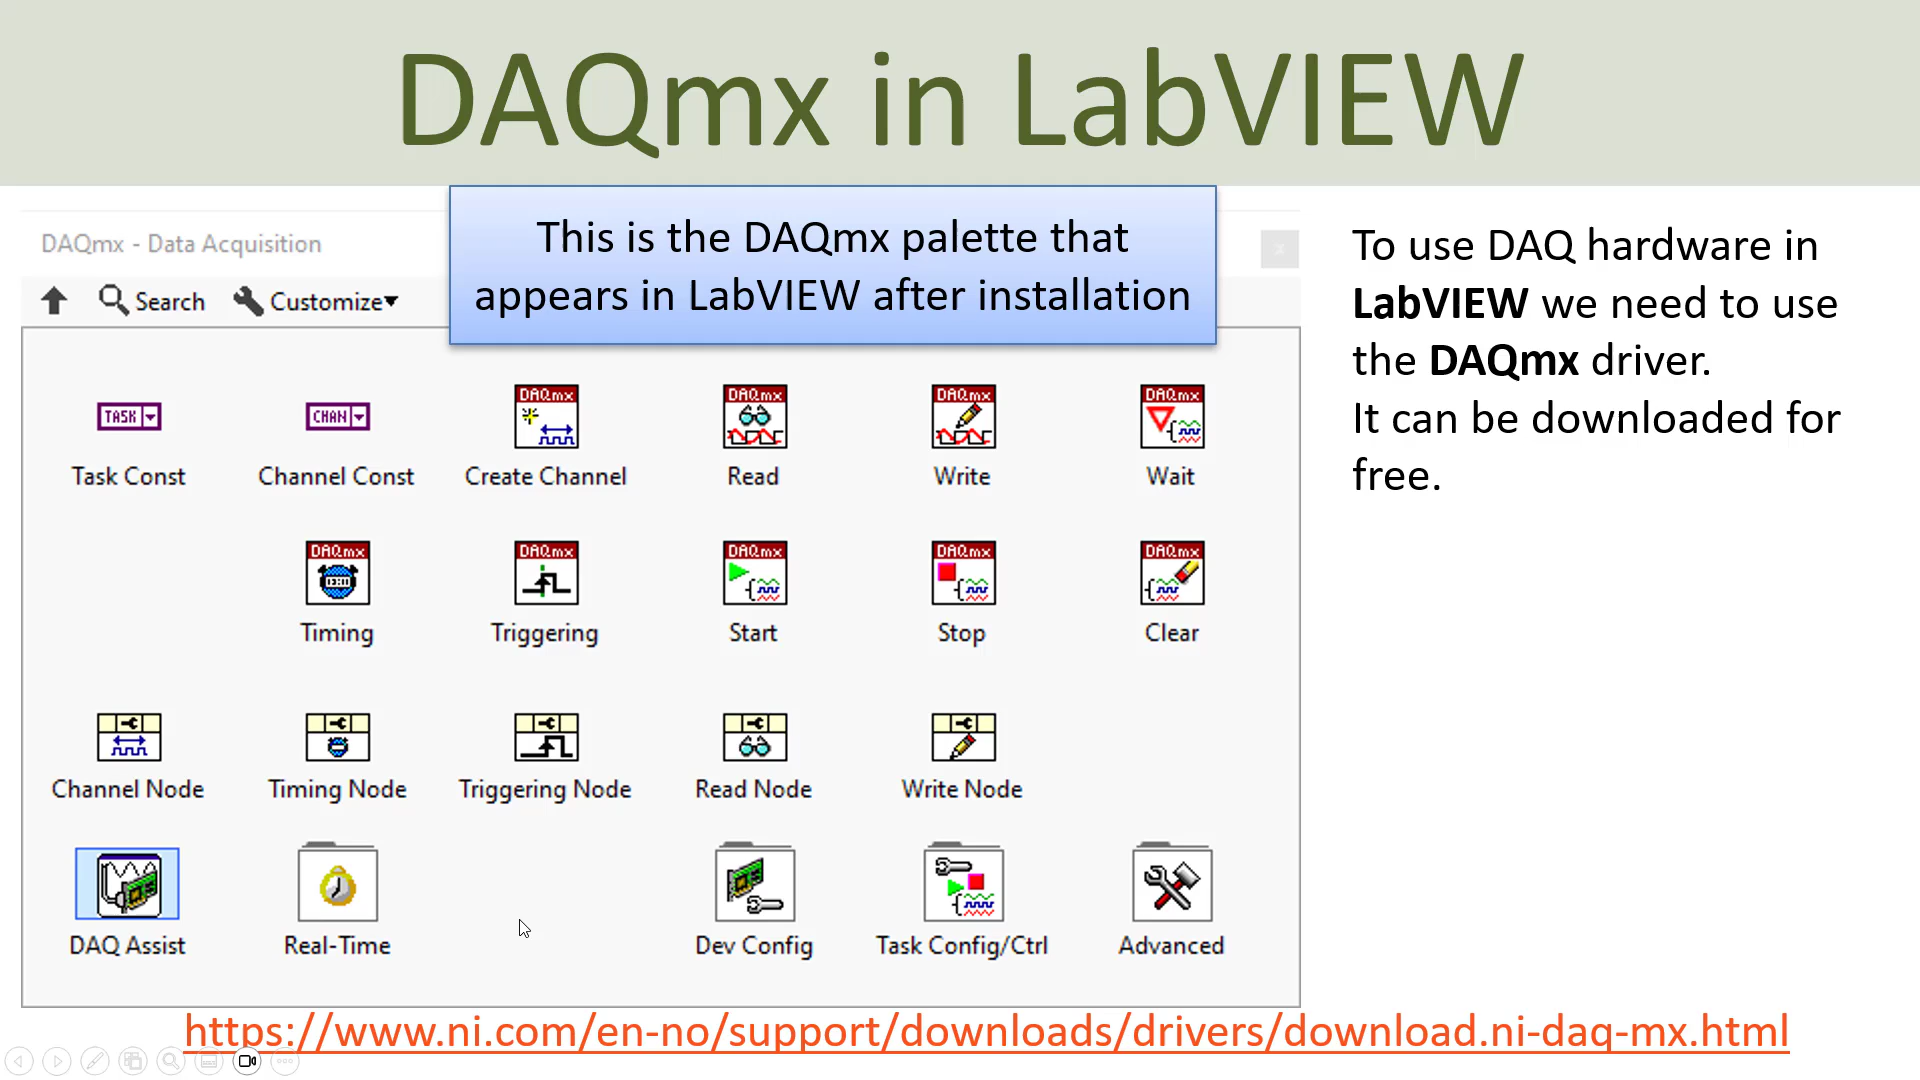 DAQmx in LabVIEW
This is the DAQmx palette that
appears in LabVIEW after installation
DAQmx - Data Acquisition
x
Search Customize
To use DAQ hardware in
LabVIEW we need to use
the DAQmx driver.
It can be downloaded for
free.
TASK CHAN DAQmx DAQmx DAQmx DAQmx
Task Const Channel Const Create Channel Read Write Wait
DAQmx DAQmx DAQmx DAQmx DAQmx
Timing Triggering Start Stop Clear
Channel Node Timing Node Triggering Node Read Node Write Node
DAQ Assist Real-Time Dev Config Task Config/Ctrl Advanced
https://www.ni.com/en-no/support/downloads/drivers/download.ni-daq-mx.html